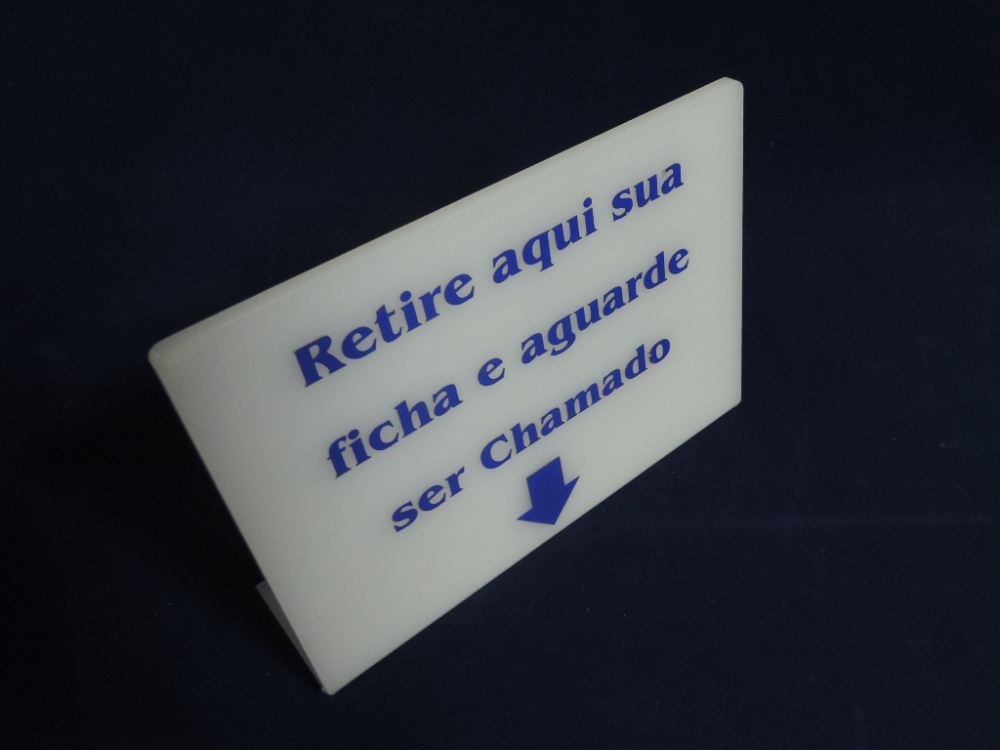 Retire aqui sua
ficha e aguarde
ser Chamado